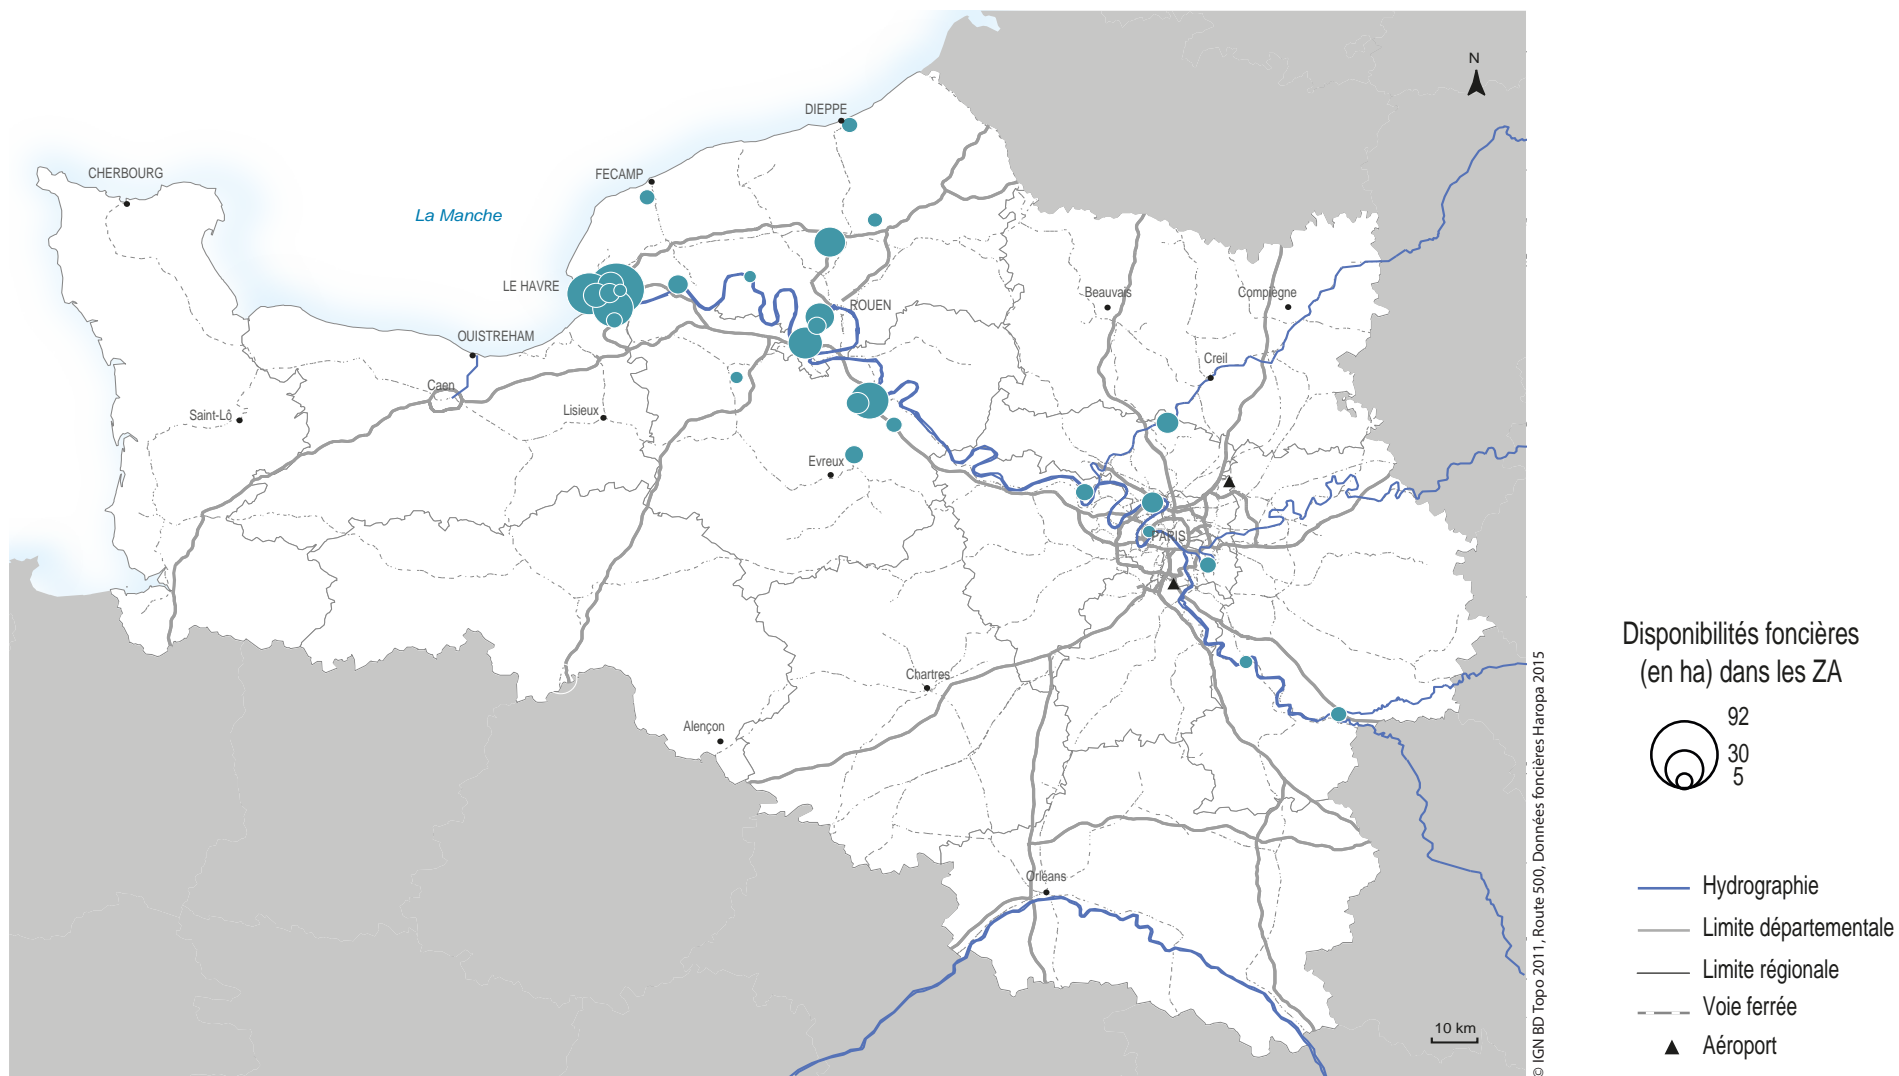 N
DIEPPE
CHERBOURG
FECAMP
La Manche
LE HAVRE
ROUEN
Beauvais
Compiègne
OUISTREHAM
Creil
Caen
Saint-Lô
Lisieux
Evreux
PARIS
Chartres
Alençon
Orléans
10 km
© IGN BD Topo 2011, Route 500, Données foncières Haropa 2015
Disponibilités foncières
(en ha) dans les ZA
92
30
5
Hydrographie
Limite départementale
Limite régionale
Voie ferrée
Aéroport